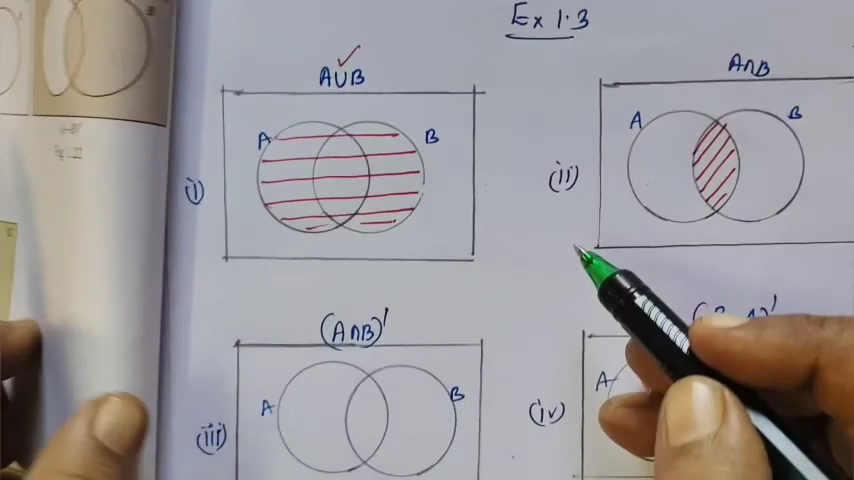 Ex 1.3
A∪B
A
B
(i)
A∩B
A
B
(ii)
(A∩B)'
A
B
(iii)
A
(iv)